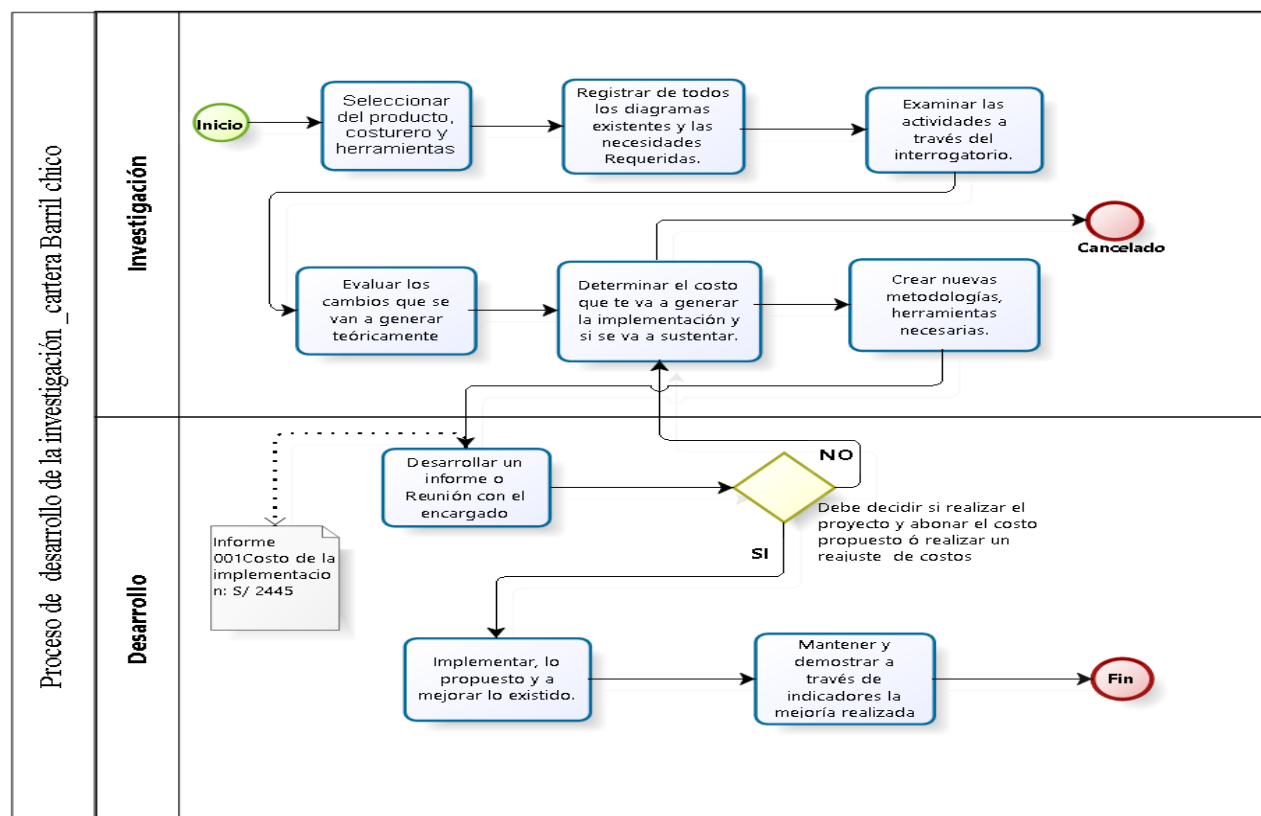 Proceso de desarrollo de la investigación _cartera Barril chico
Investigación
Inicio
Seleccionar
del producto,
costurero y
herramientas
Registrar de todos
los diagramas
existentes y las
necesidades
Requeridas.
Examinar las
actividades a
través del
interrogatorio.
Cancelado
Evaluar los
cambios que se
van a generar
teóricamente
Determinar el costo
que te va a generar
la implementación y
si se va a sustentar.
Crear nuevas
metodologías,
herramientas
necesarias.
Desarrollo
Desarrollar un
informe o
Reunión con el
encargado
NO
Debe decidir si realizar el
proyecto y abonar el costo
propuesto ó realizar un
reajuste de costos
SI
Informe
001Costo de la
implementacio
n: S/ 2445
Implementar, lo
propuesto y a
mejorar lo existido.
Mantener y
demostrar a
través de
indicadores la
mejoría realizada
Fin